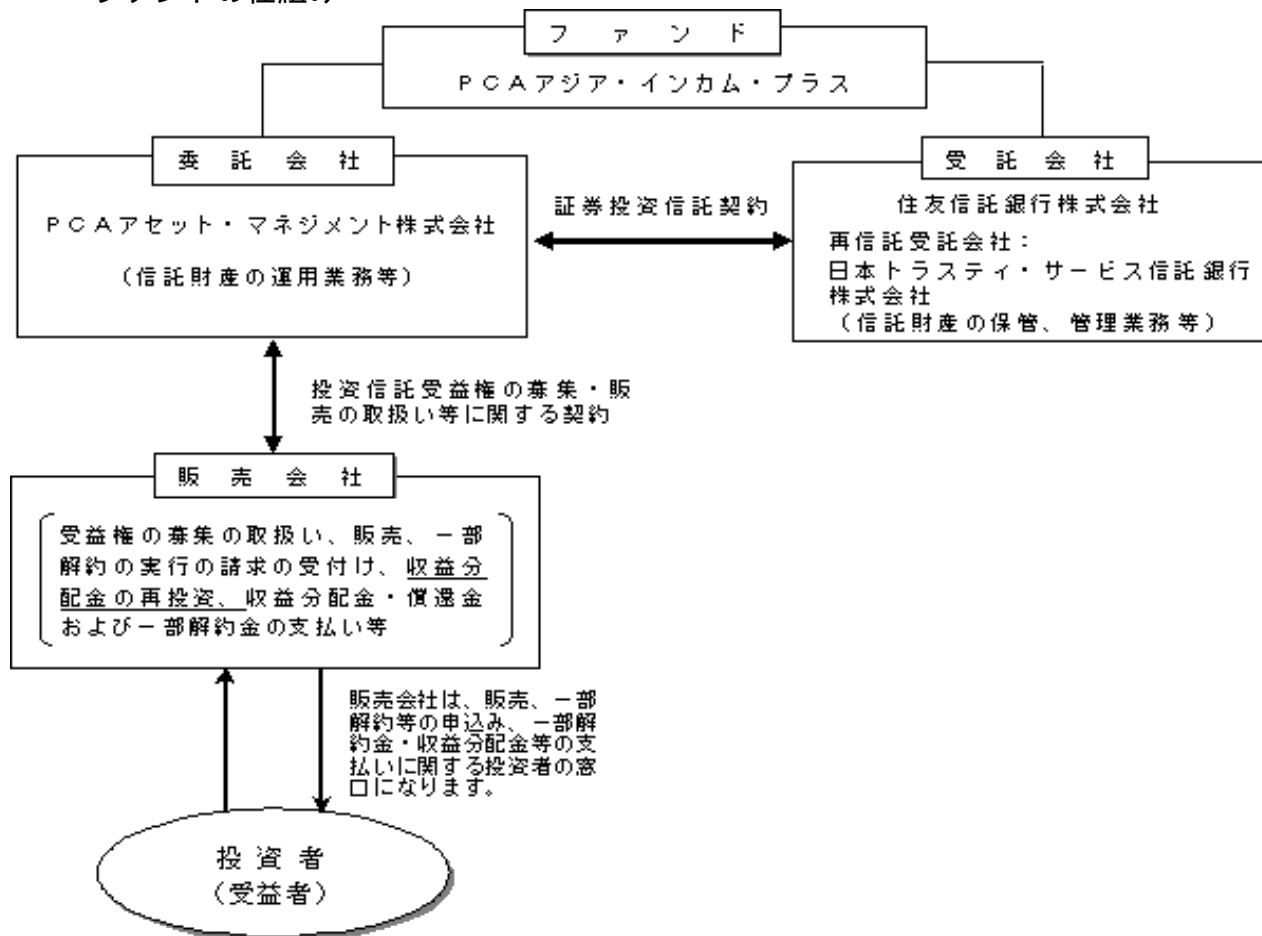 ファンド
PCAアジア・インカム・プラス
委託会社
PCAアセット・マネジメント株式会社
(信託財産の運用業務等)
証券投資信託契約
受託会社
住友信託銀行株式会社
再信託受託会社:
日本トラスティ・サービス信託銀行
株式会社
(信託財産の保管、管理業務等)
投資信託受益権の募集・販
売の取扱い等に関する契約
販売会社
受益権の募集の取扱い、販売、一部
解約の実行の請求の受付け、収益分
配金の再投資、収益分配金・償還金
および一部解約金の支払い等
販売会社は、販売、一部
解約等の申込み、一部解
約金・収益分配金等の支
払いに関する投資者の窓
口になります。
投資者
(受益者)